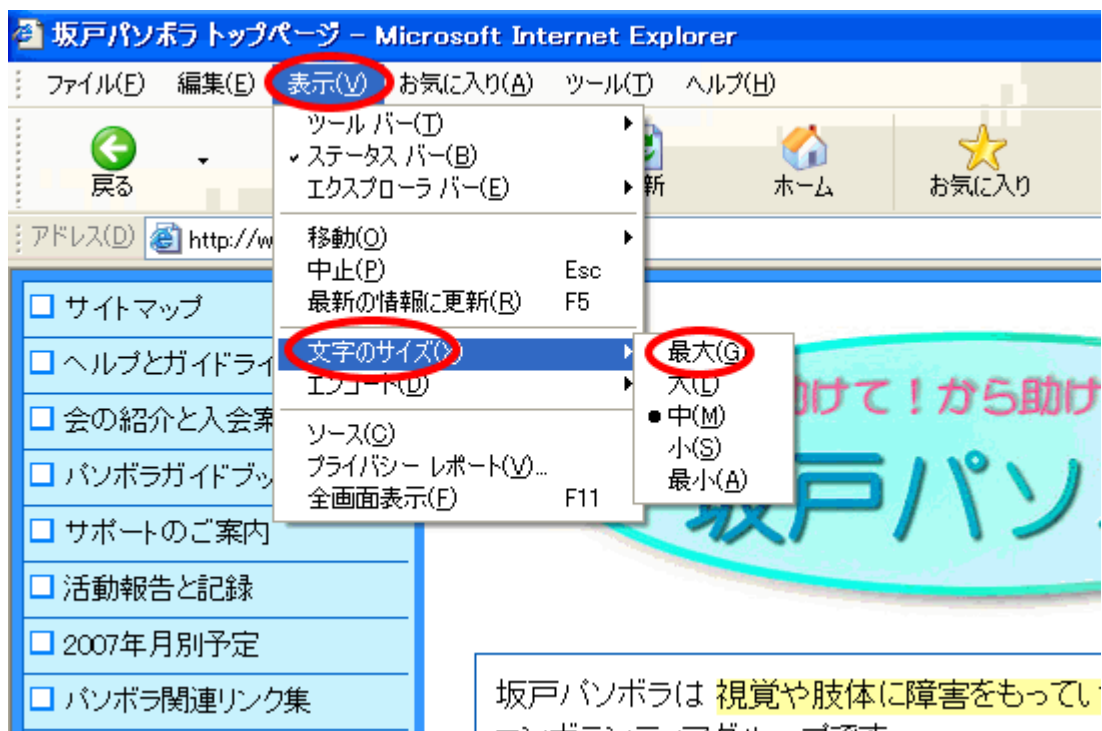 坂戸パソボラ トップページ - Microsoft Internet Explorer
ファイル(F) 編集(E) 表示(V) お気に入り(A) ツール(T) ヘルプ(H)
戻る 新 ホーム お気に入り
アドレス(D) http://w
ツール バー(T)
ステータス バー(B)
エクスプローラ バー(E)
移動(O)
中止(P) Esc
最新の情報に更新(R) F5
文字のサイズ(X)
エンコード(D)
ソース(C)
プライバシー レポート(V)...
全画面表示(F) F11
最大(G)
大(L)
中(M)
小(S)
最小(A)
サイトマップ
ヘルプとガイドライ
会の紹介と入会案
パソボラガイドブッ
サポートのご案内
活動報告と記録
2007年月別予定
パソボラ関連リンク集
助けて！から助け
坂戸パソ
坂戸パソボラは 視覚や肢体に障害をもってい